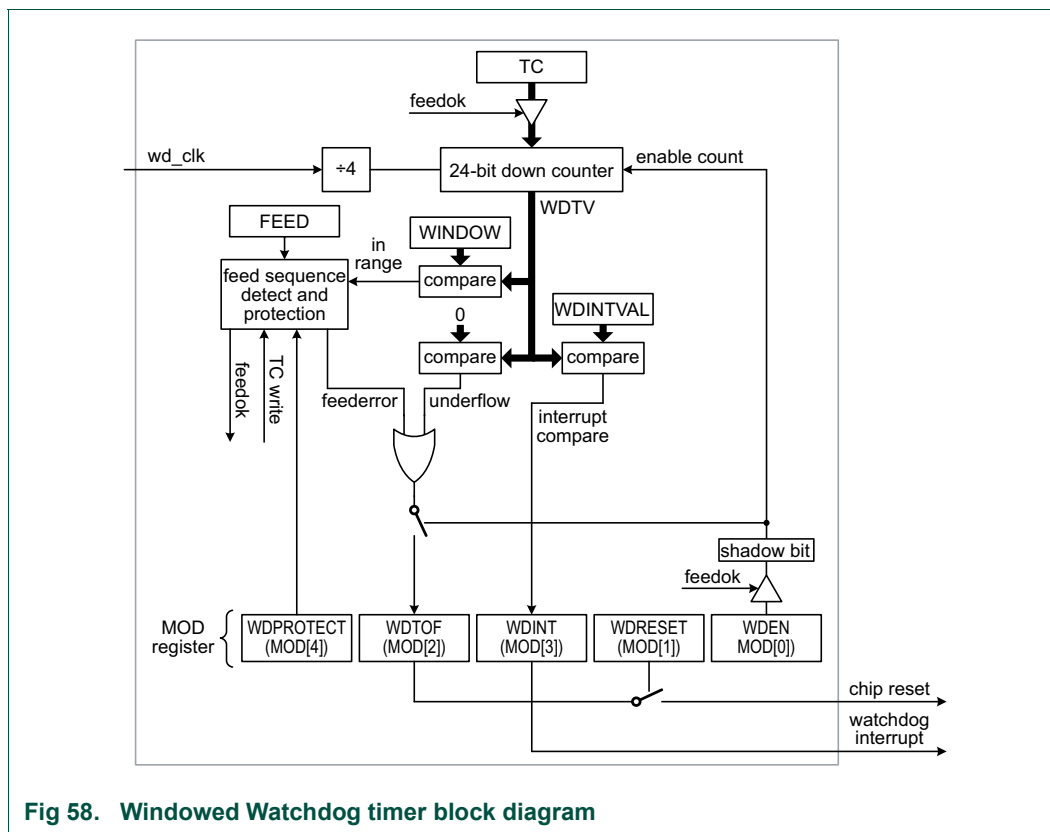 TC
feedok
wd_clk
÷4
24-bit down counter
enable count
WDTV
FEED
WINDOW
in
range
feed sequence
detect and
protection
compare
0
WDINTVAL
compare
compare
feedok
TC write
feederror
underflow
interrupt
compare
shadow bit
feedok
MOD
register
WDPROTECT
(MOD[4])
WDTOF
(MOD[2])
WDINT
(MOD[3])
WDRESET
(MOD[1])
WDEN
MOD[0])
chip reset
watchdog
interrupt
Fig 58. Windowed Watchdog timer block diagram